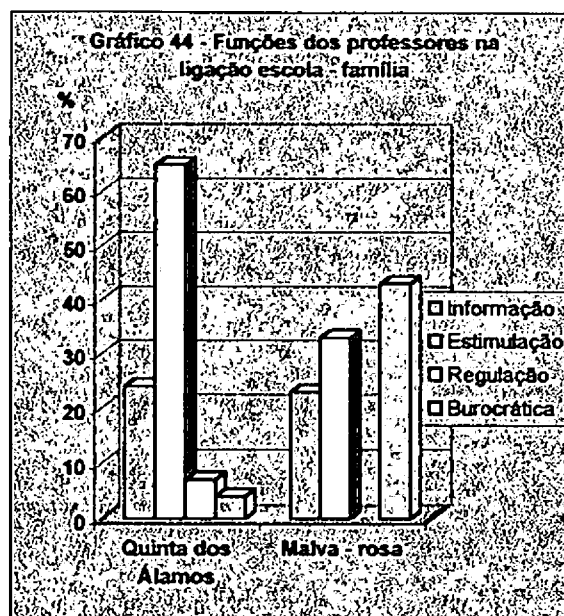 Gráfico 44 - Funções dos professores na
ligação escola - família
%
70
60
50
40
30
20
10
0
Quinta dos
Álamos
Malva - rosa
Informação
Estimulação
Regulação
Burocrática